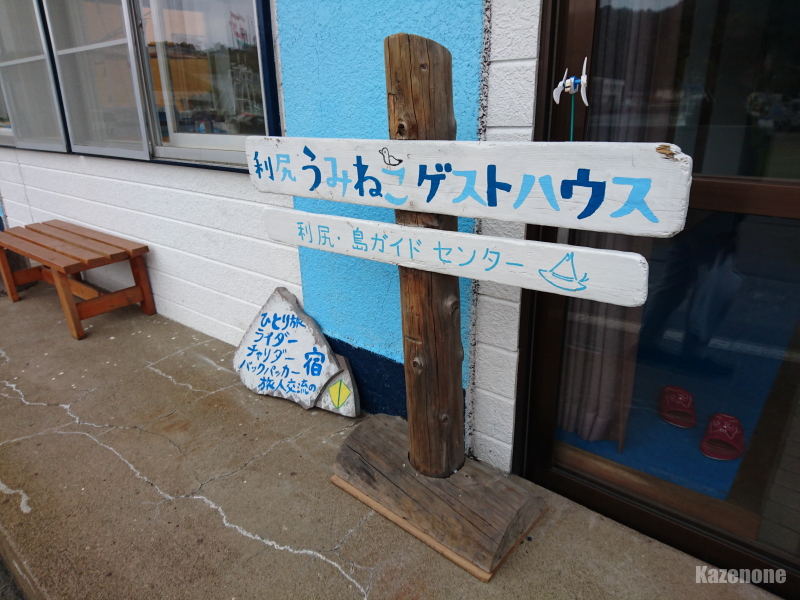 利尻うみねこゲストハウス
利尻・島ガイドセンター
ひとり旅
ライダー
チャリダー
バックパッカー
旅人交流の
宿
Kazenone